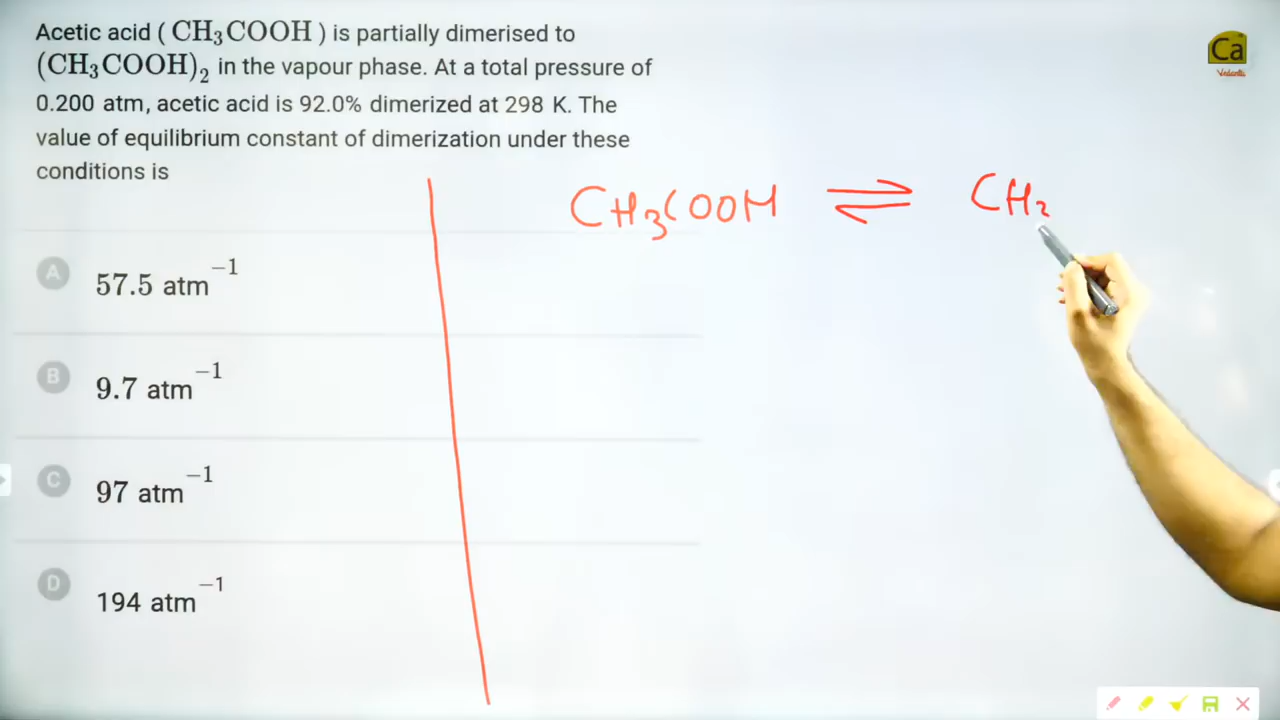 Acetic acid ( CH₃COOH ) is partially dimerised to
(CH₃COOH)₂ in the vapour phase. At a total pressure of
0.200 atm, acetic acid is 92.0% dimerized at 298 K. The
value of equilibrium constant of dimerization under these
conditions is
CH₃COOH ⇌ CH₂
A 57.5 atm⁻¹
B 9.7 atm⁻¹
C 97 atm⁻¹
D 194 atm⁻¹
Ca
Vedantu